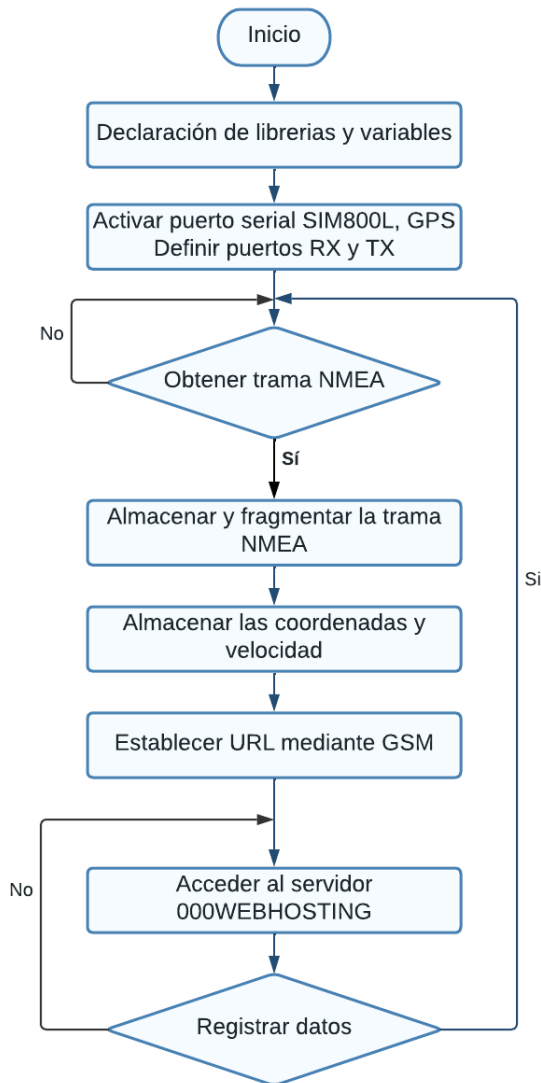 Inicio
Declaración de librerias y variables
Activar puerto serial SIM800L, GPS
Definir puertos RX y TX
No
Obtener trama NMEA
Sí
Almacenar y fragmentar la trama
NMEA
Si
Almacenar las coordenadas y
velocidad
Establecer URL mediante GSM
No
Acceder al servidor
000WEBHOSTING
Registrar datos